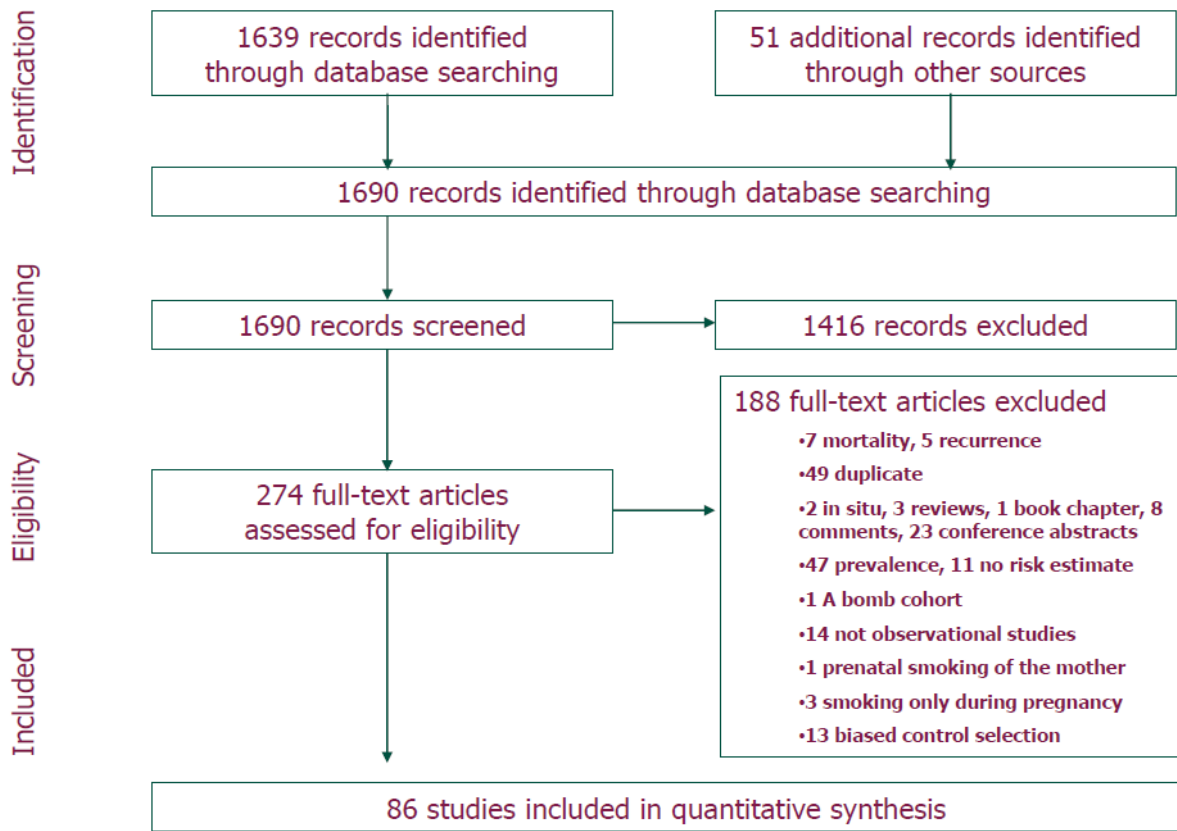 Identification
1639 records identified
through database searching
51 additional records identified
through other sources
1690 records identified through database searching
Screening
1690 records screened
1416 records excluded
Eligibility
274 full-text articles
assessed for eligibility
188 full-text articles excluded
•7 mortality, 5 recurrence
•49 duplicate
•2 in situ, 3 reviews, 1 book chapter, 8
comments, 23 conference abstracts
•47 prevalence, 11 no risk estimate
•1 A bomb cohort
•14 not observational studies
•1 prenatal smoking of the mother
•3 smoking only during pregnancy
•13 biased control selection
Included
86 studies included in quantitative synthesis